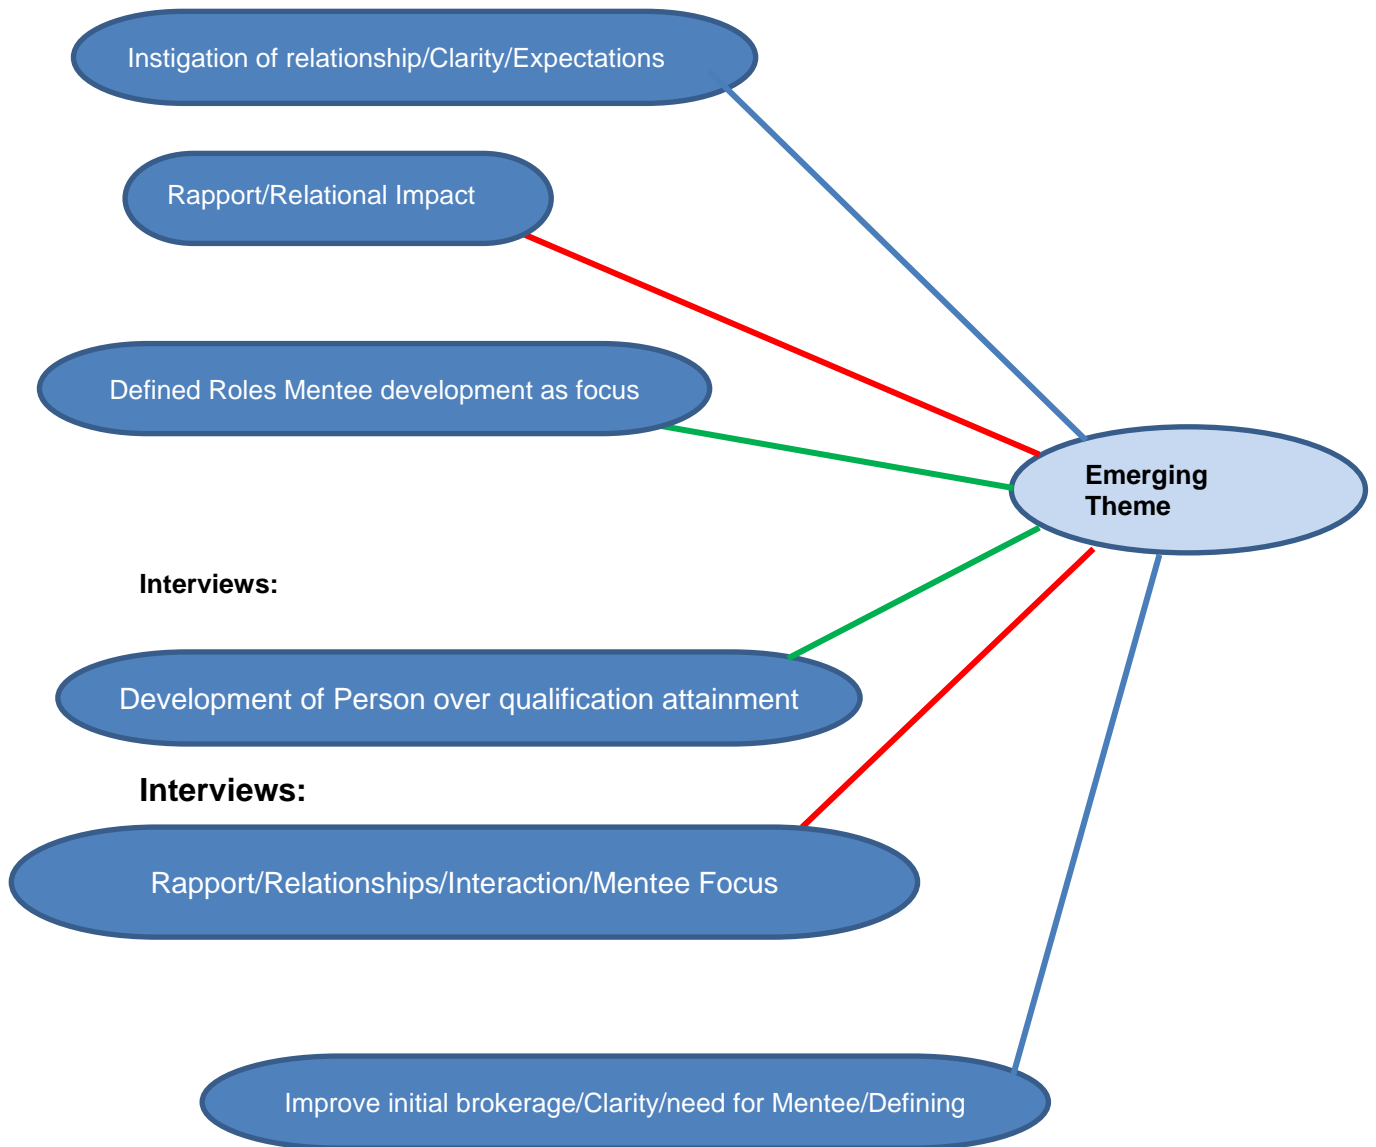 Instigation of relationship/Clarity/Expectations
Rapport/Relational Impact
Defined Roles Mentee development as focus
Emerging
Theme
Interviews:
Development of Person over qualification attainment
Interviews:
Rapport/Relationships/Interaction/Mentee Focus
Improve initial brokerage/Clarity/need for Mentee/Defining